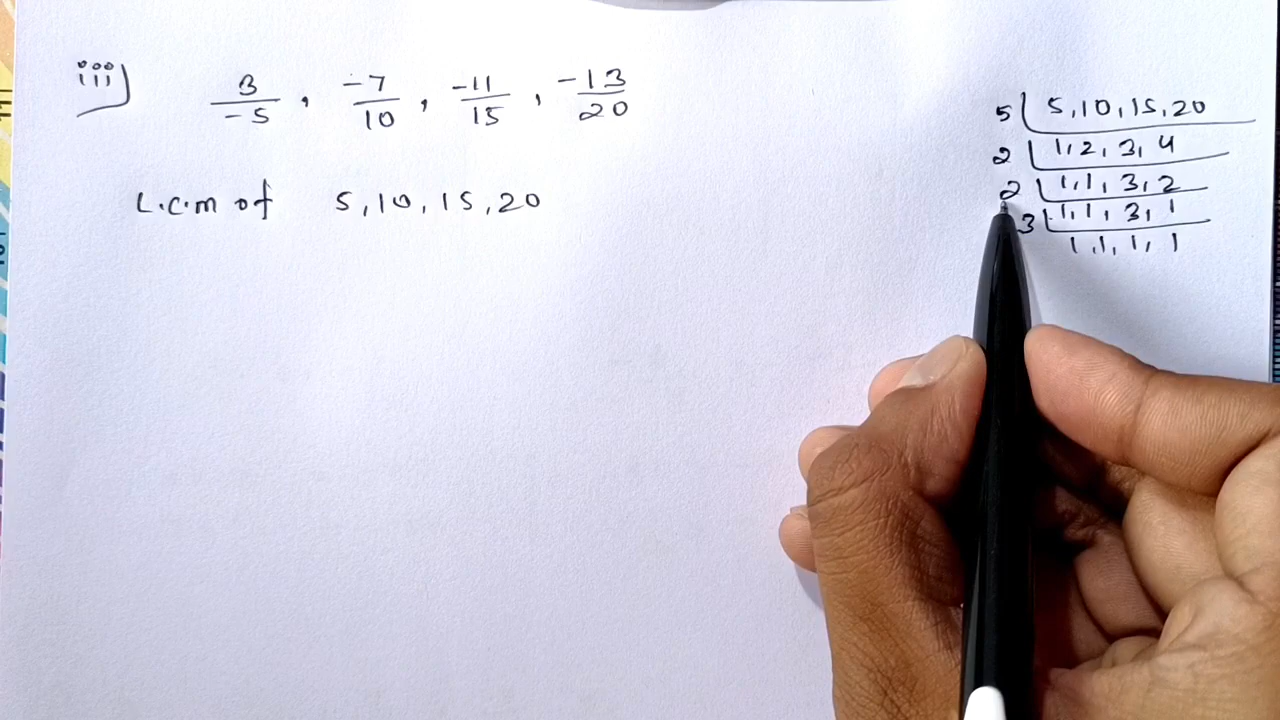 iii) 3/-5, -7/10, -11/15, -13/20
L.C.M of 5,10,15,20
5 | 5,10,15,20
2 | 1,2,3,4
2 | 1,1,3,2
3 | 1,1,3,1
1,1,1,1